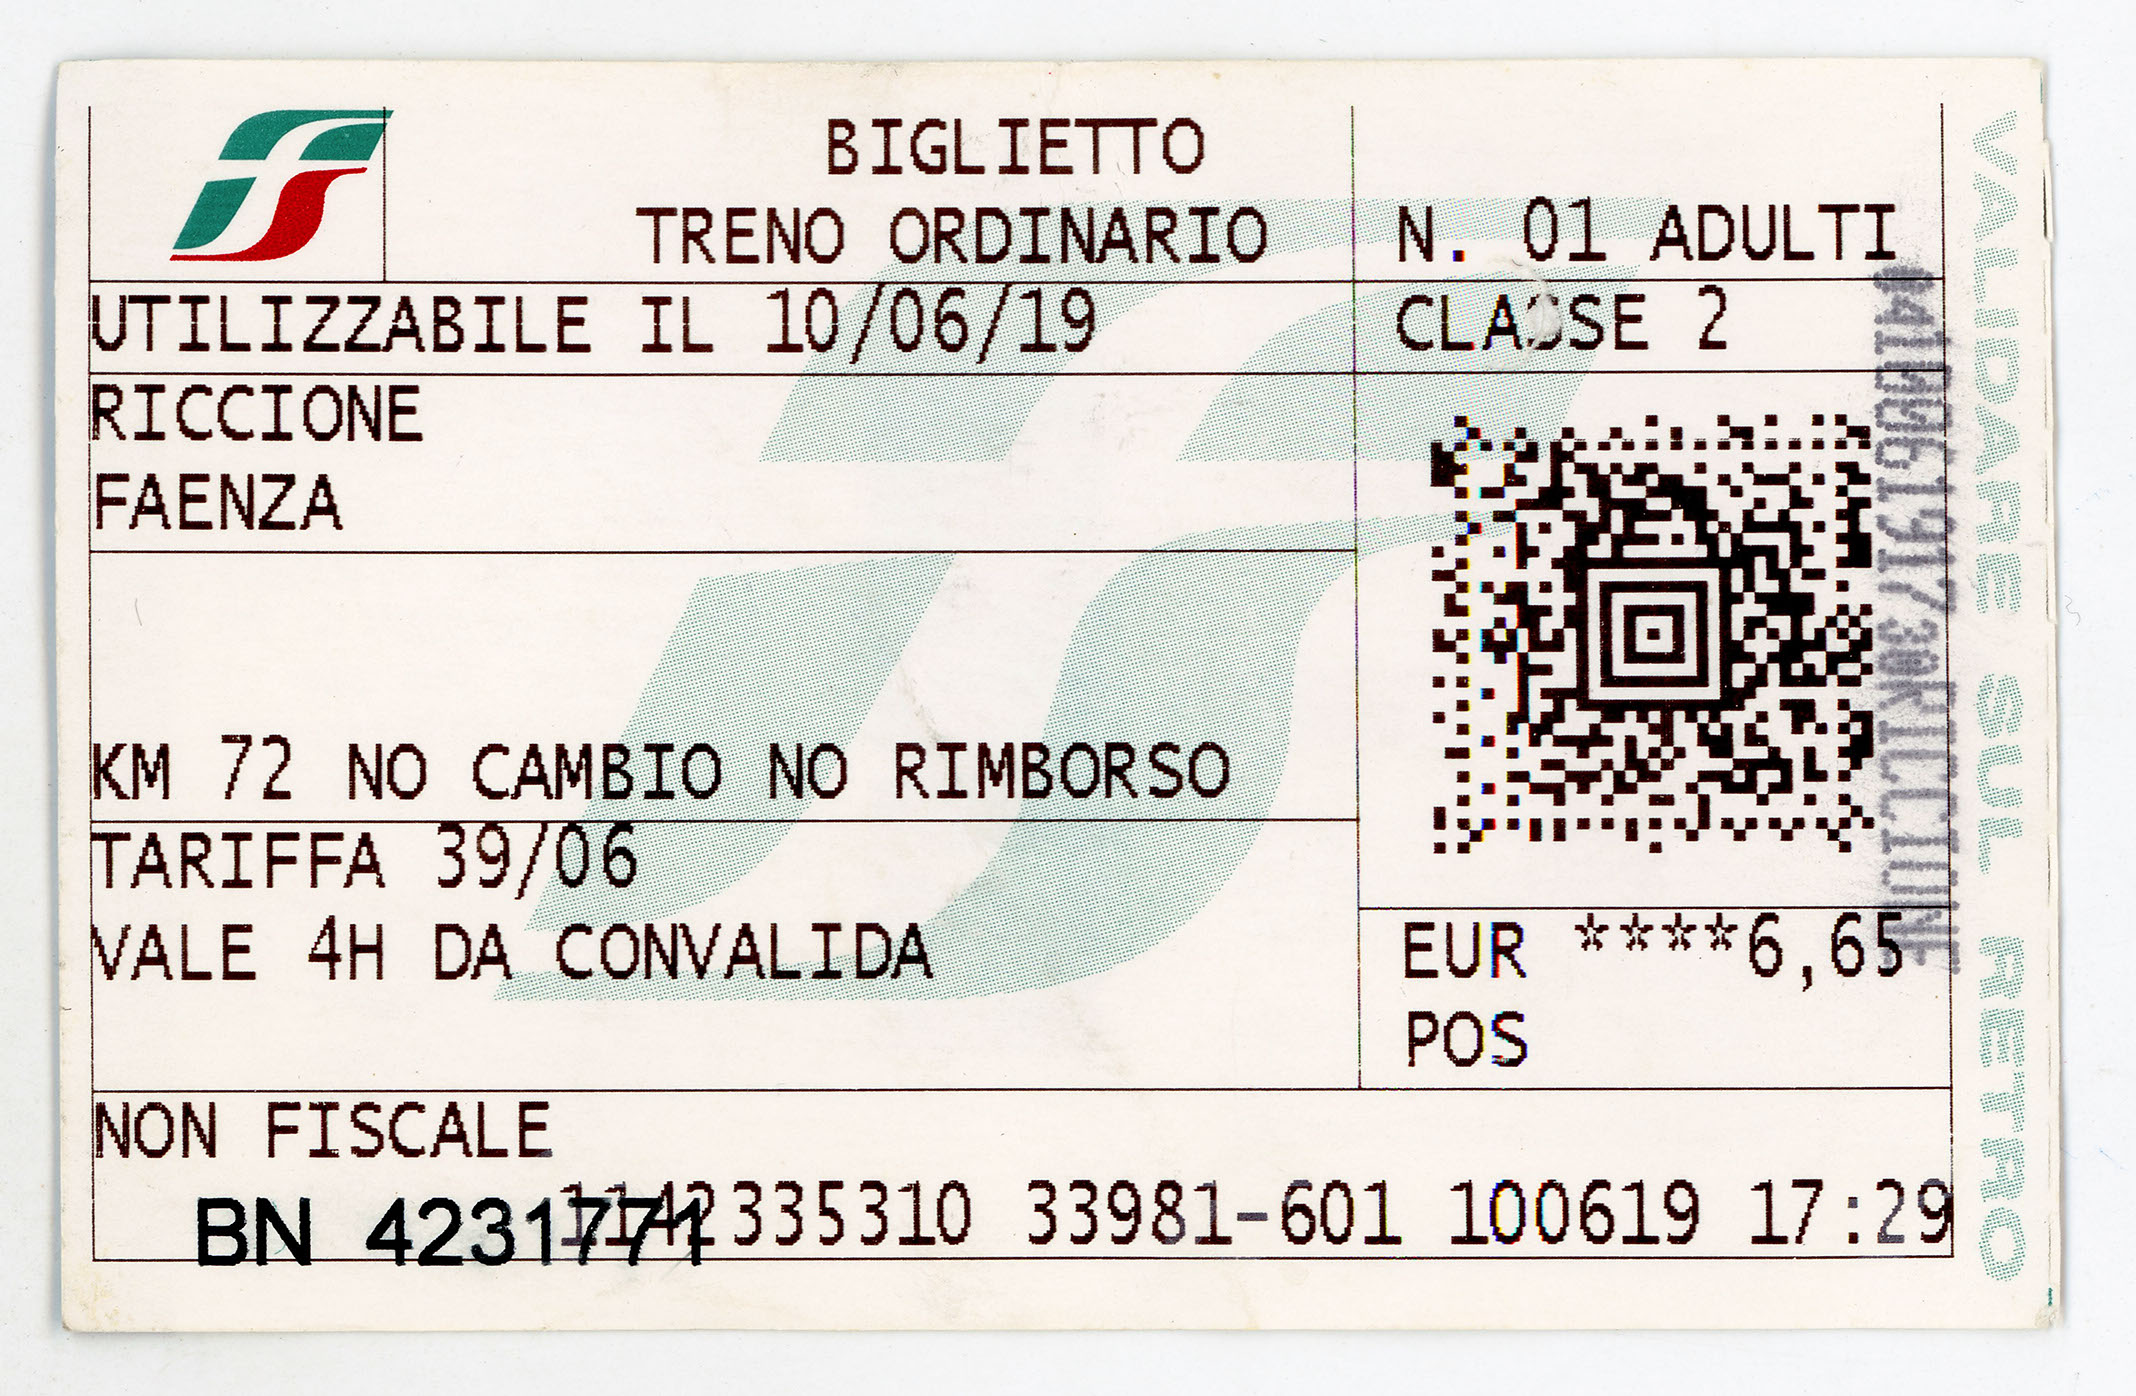 BIGLIETTO
TRENO ORDINARIO
N. 01 ADULTI
UTILIZZABILE IL 10/06/19
CLASSE 2
RICCIONE
FAENZA
KM 72 NO CAMBIO NO RIMBORSO
TARIFFA 39/06
VALE 4H DA CONVALIDA
EUR ****6,65
POS
NON FISCALE
BN 4231771
1142335310 33981-601 100619 17:29
VALIDARE SUL RETRO
RICCIONE